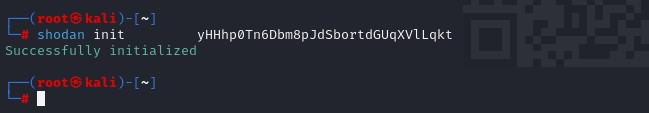 ┌──(root㉿kali)-[~]
└─# shodan init        yHHhp0Tn6Dbm8pJdSbortdGUqXVlLqkt
Successfully initialized
┌──(root㉿kali)-[~]
└─#